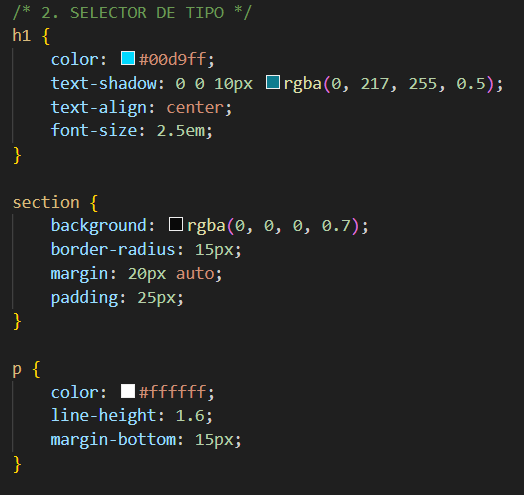 /* 2. SELECTOR DE TIPO */
h1 {
    color: #00d9ff;
    text-shadow: 0 0 10px rgba(0, 217, 255, 0.5);
    text-align: center;
    font-size: 2.5em;
}

section {
    background: rgba(0, 0, 0, 0.7);
    border-radius: 15px;
    margin: 20px auto;
    padding: 25px;
}

p {
    color: #ffffff;
    line-height: 1.6;
    margin-bottom: 15px;
}